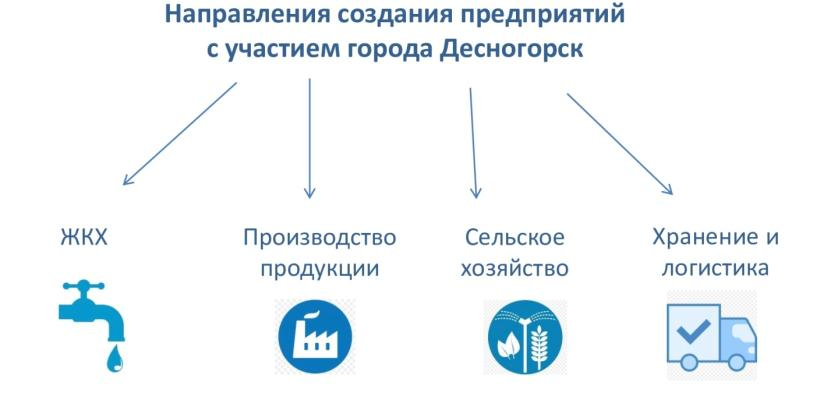 Направления создания предприятий
с участием города Десногорск
ЖКХ
Производство
продукции
Сельское
хозяйство
Хранение и
логистика